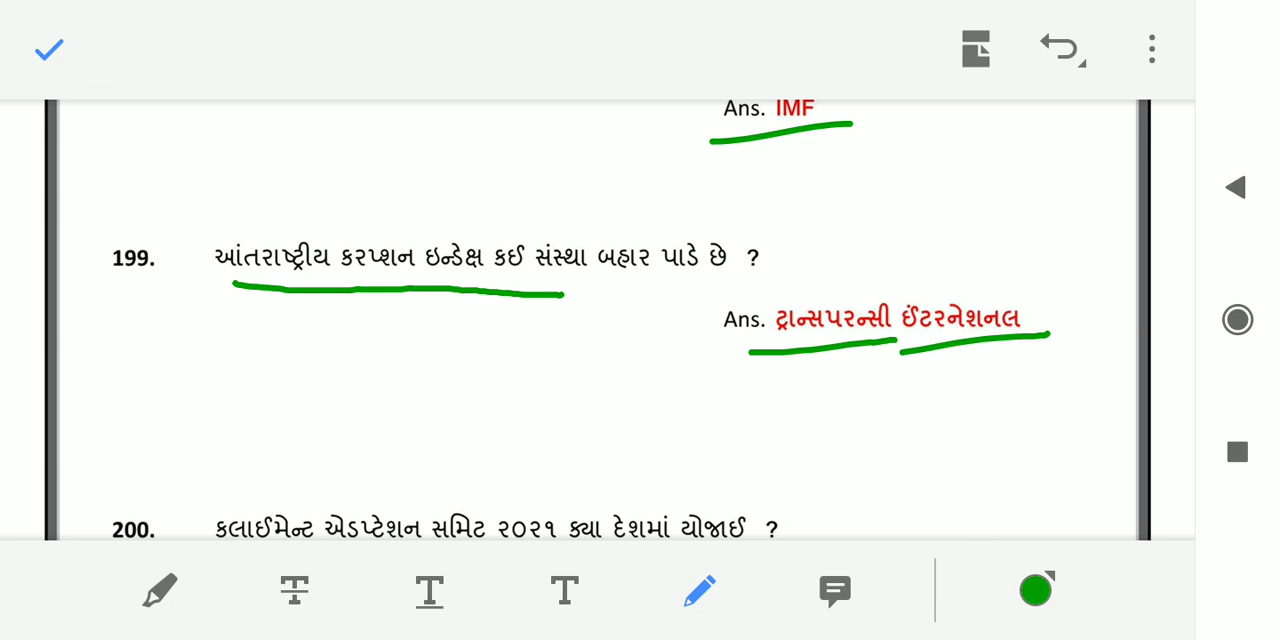 Ans. IMF
199. આંતરાષ્ટ્રીય કરપ્શન ઇન્ડેક્ષ કઈ સંસ્થા બહાર પાડે છે ?
Ans. ટ્રાન્સપરન્સી ઈંટરનેશનલ
200. કલાઈમેન્ટ એડપ્ટેશન સમિટ ૨૦૨૧ ક્યા દેશમાં યોજાઈ ?